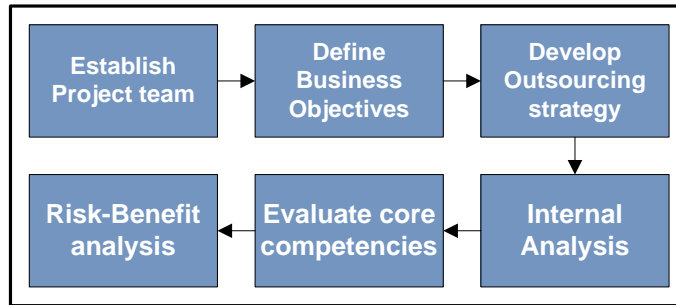 Establish
Project team
Define
Business
Objectives
Develop
Outsourcing
strategy
Risk-Benefit
analysis
Evaluate core
competencies
Internal
Analysis